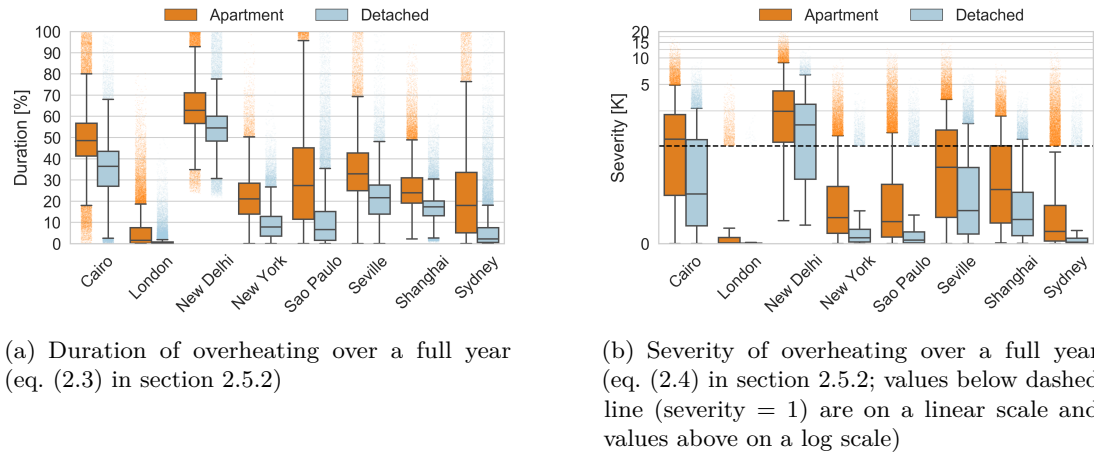 Apartment Detached
100
90
80
70
60
50
40
30
20
10
0
Duration [%]
Cairo
London
New Delhi
New York
Sao Paulo
Seville
Shanghai
Sydney
(a) Duration of overheating over a full year
(eq. (2.3) in section 2.5.2)
Apartment Detached
20
15
10
5
0
Severity [K]
Cairo
London
New Delhi
New York
Sao Paulo
Seville
Shanghai
Sydney
(b) Severity of overheating over a full year
(eq. (2.4) in section 2.5.2; values below dashed
line (severity = 1) are on a linear scale and
values above on a log scale)